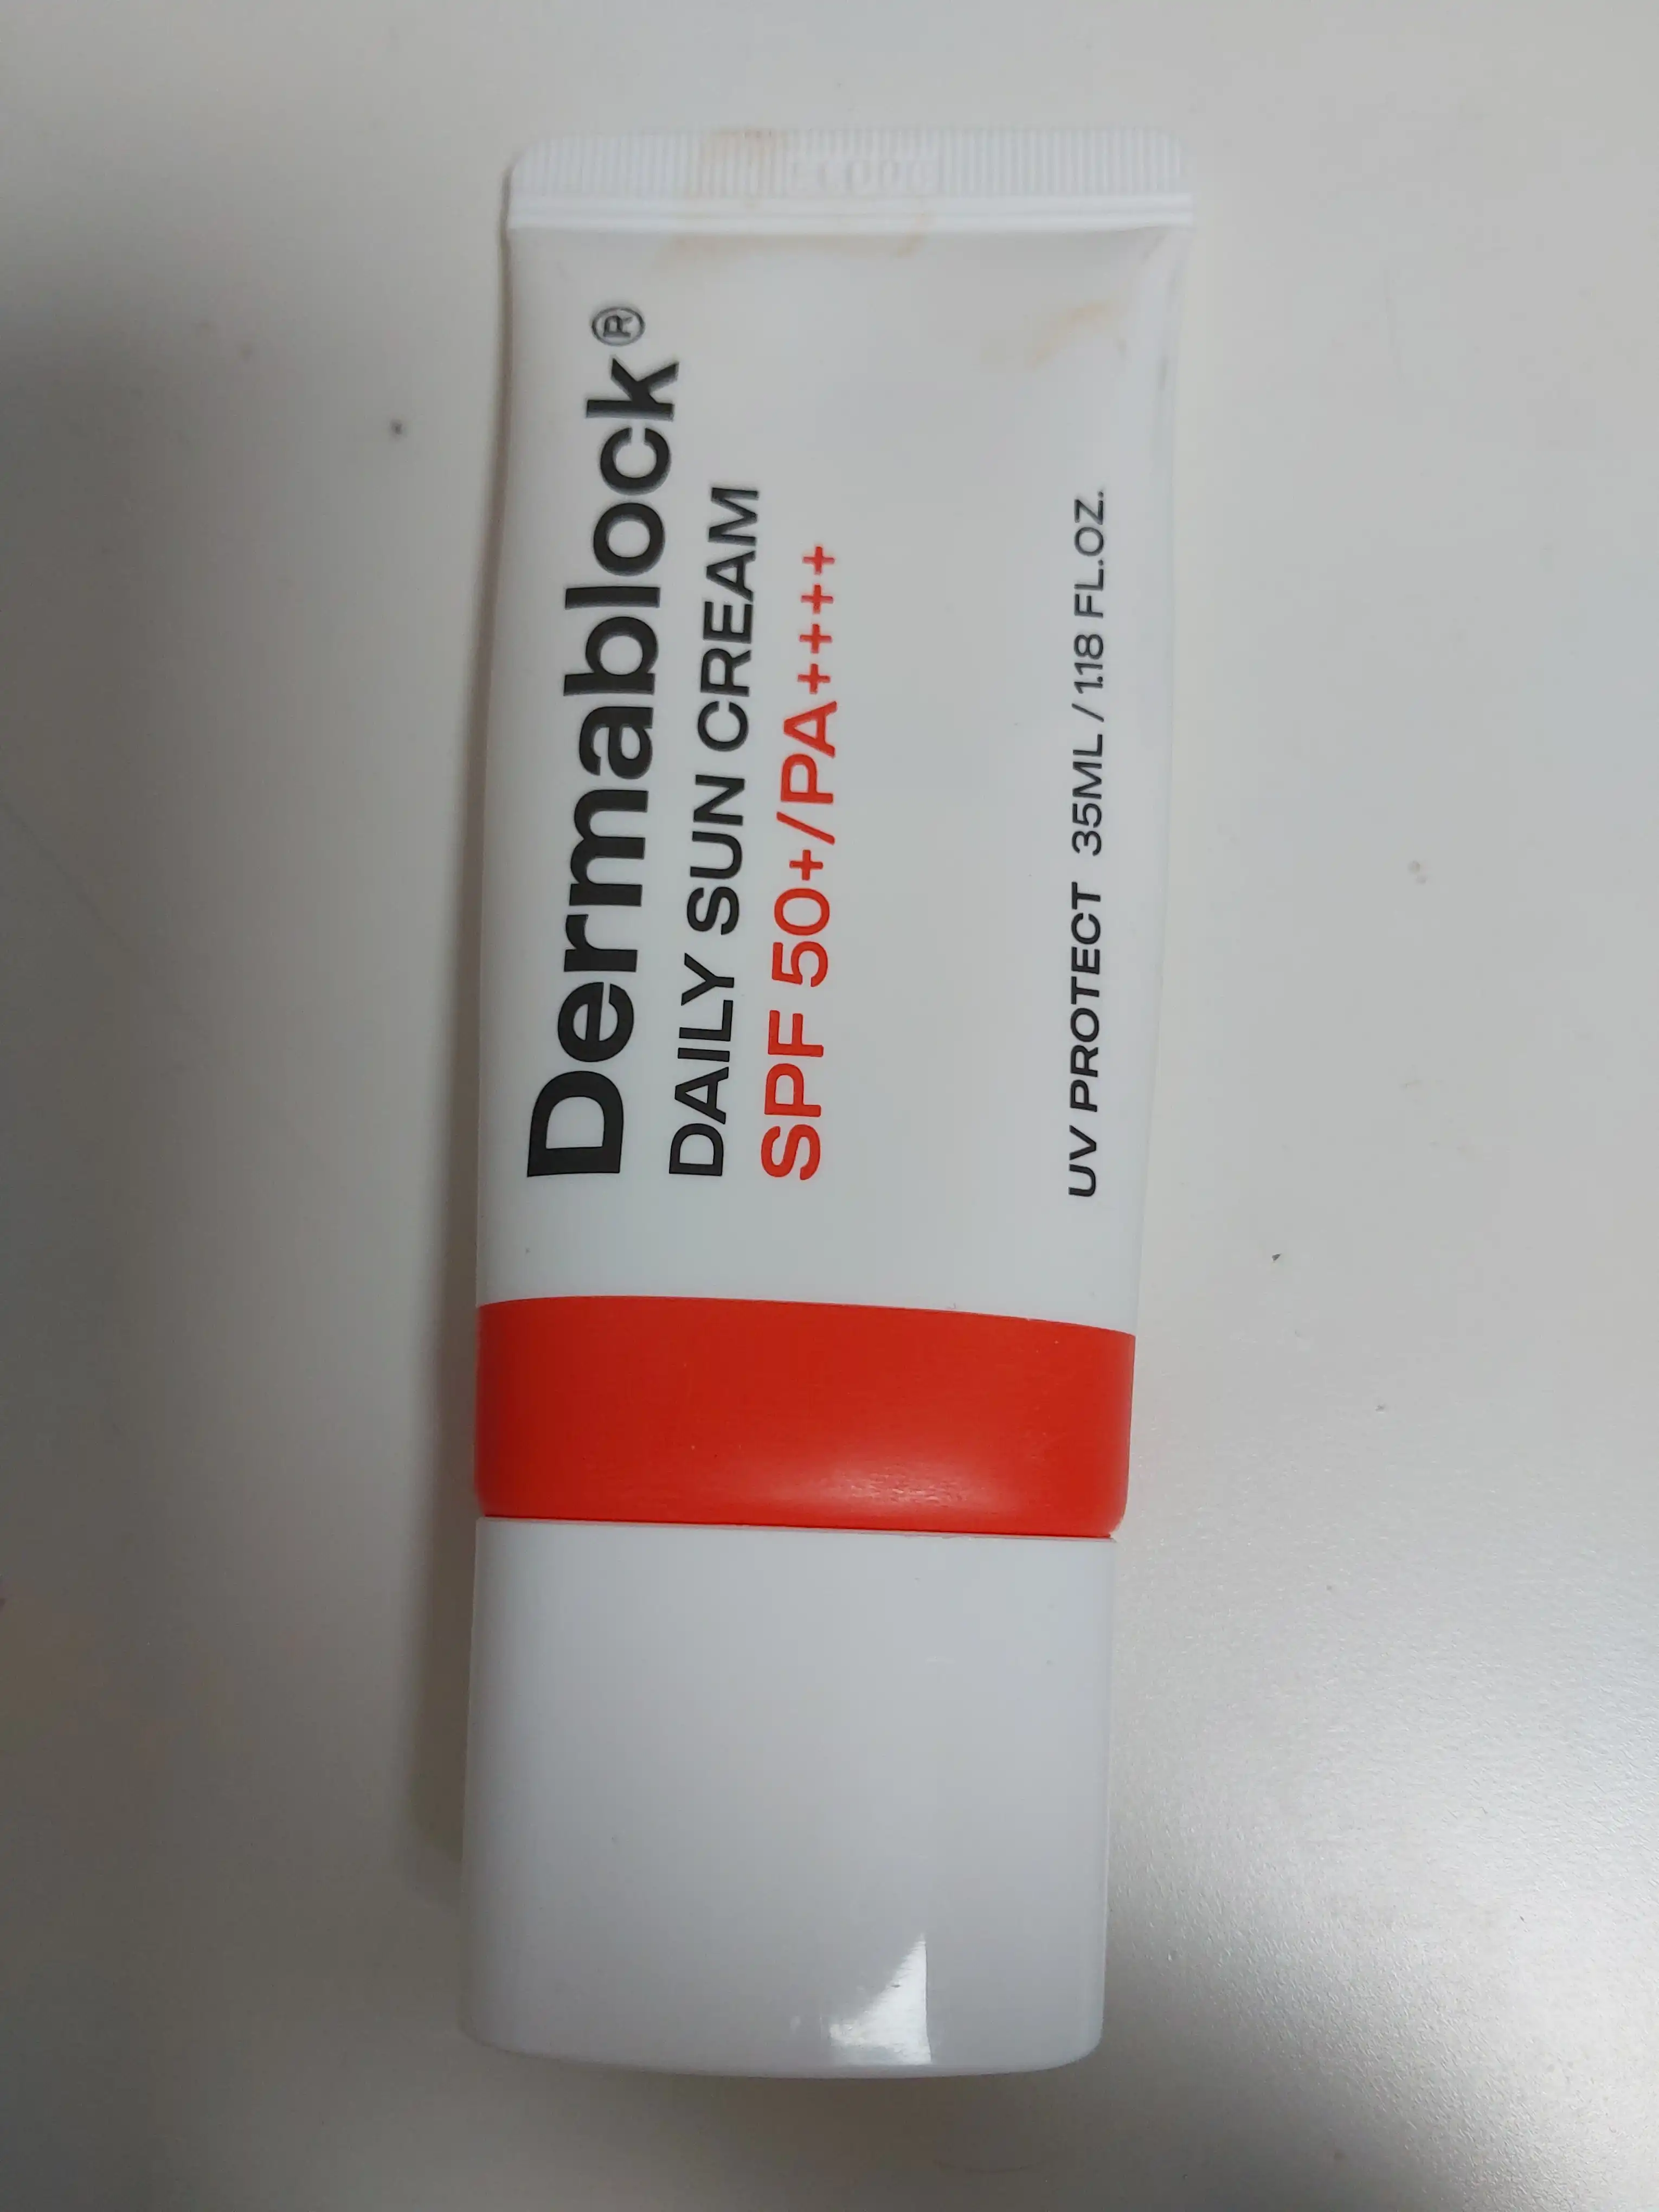 Dermablock®
DAILY SUN CREAM
SPF 50+/PA++++
UV PROTECT 35ML / 1.18 FL.OZ.